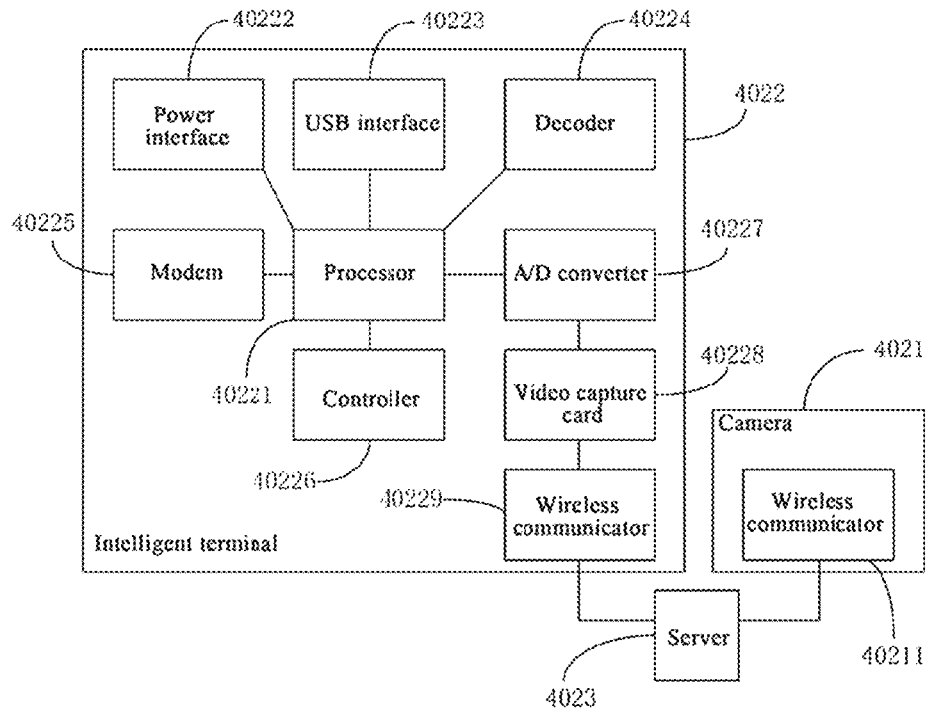 40222
40223
40224
Power
interface
USB interface
Decoder
4022
40225
Modem
Processor
A/D converter
40227
40221
Controller
Video capture
card
40228
4021
Camera
40226
40229
Wireless
communicator
Wireless
communicator
Intelligent terminal
Server
4023
40211